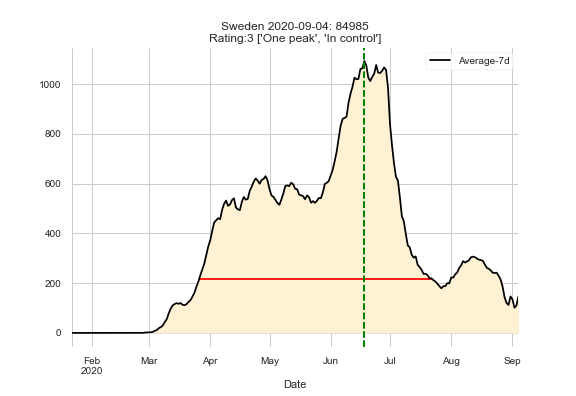 Sweden 2020-09-04: 84985
Rating:3 ['One peak', 'In control']
Average-7d
1000
800
600
400
200
0
Feb Mar Apr May Jun Jul Aug Sep
2020
Date